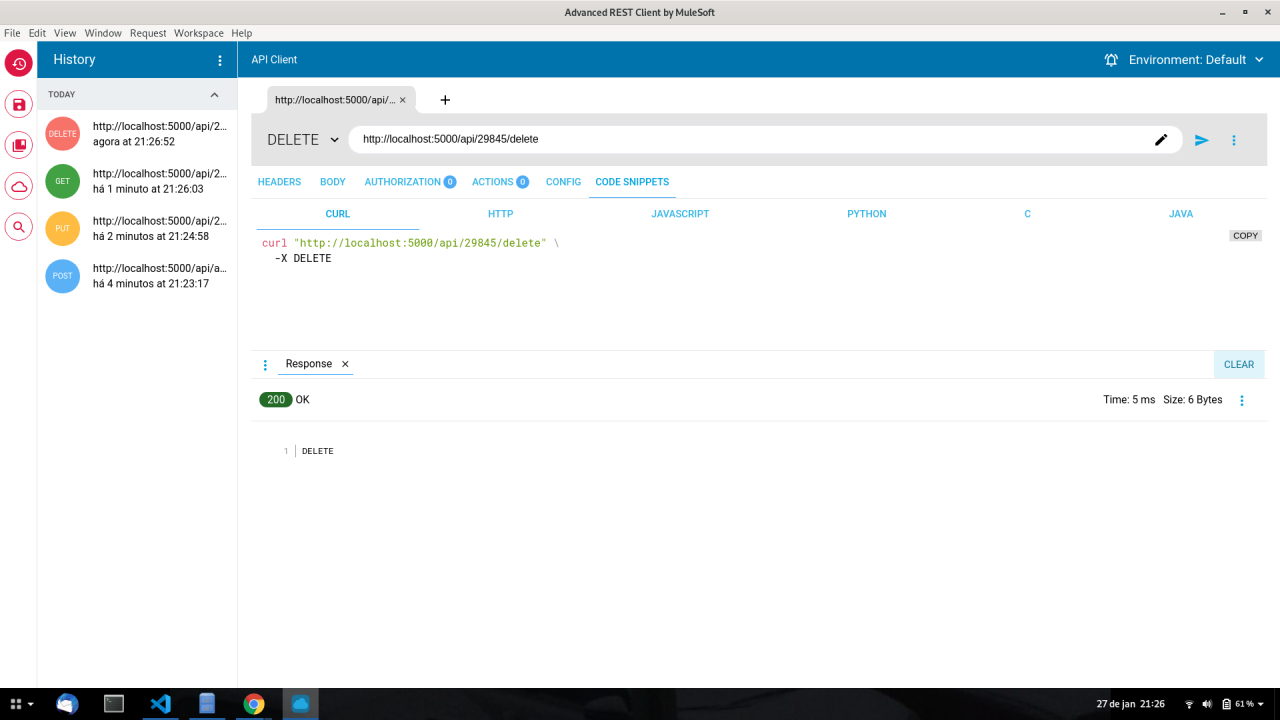 Advanced REST Client by MuleSoft
File Edit View Window Request Workspace Help
History
API Client
Environment: Default
TODAY
DELETE
http://localhost:5000/api/2...
agora at 21:26:52
GET
http://localhost:5000/api/2...
há 1 minuto at 21:26:03
PUT
http://localhost:5000/api/2...
há 2 minutos at 21:24:58
POST
http://localhost:5000/api/a...
há 4 minutos at 21:23:17
http://localhost:5000/api/...
DELETE
http://localhost:5000/api/29845/delete
HEADERS BODY AUTHORIZATION 0 ACTIONS 0 CONFIG CODE SNIPPETS
CURL HTTP JAVASCRIPT PYTHON C JAVA
COPY
curl "http://localhost:5000/api/29845/delete" \
-X DELETE
Response
CLEAR
200 OK
Time: 5 ms Size: 6 Bytes
1 DELETE
27 de jan 21:26
61 %